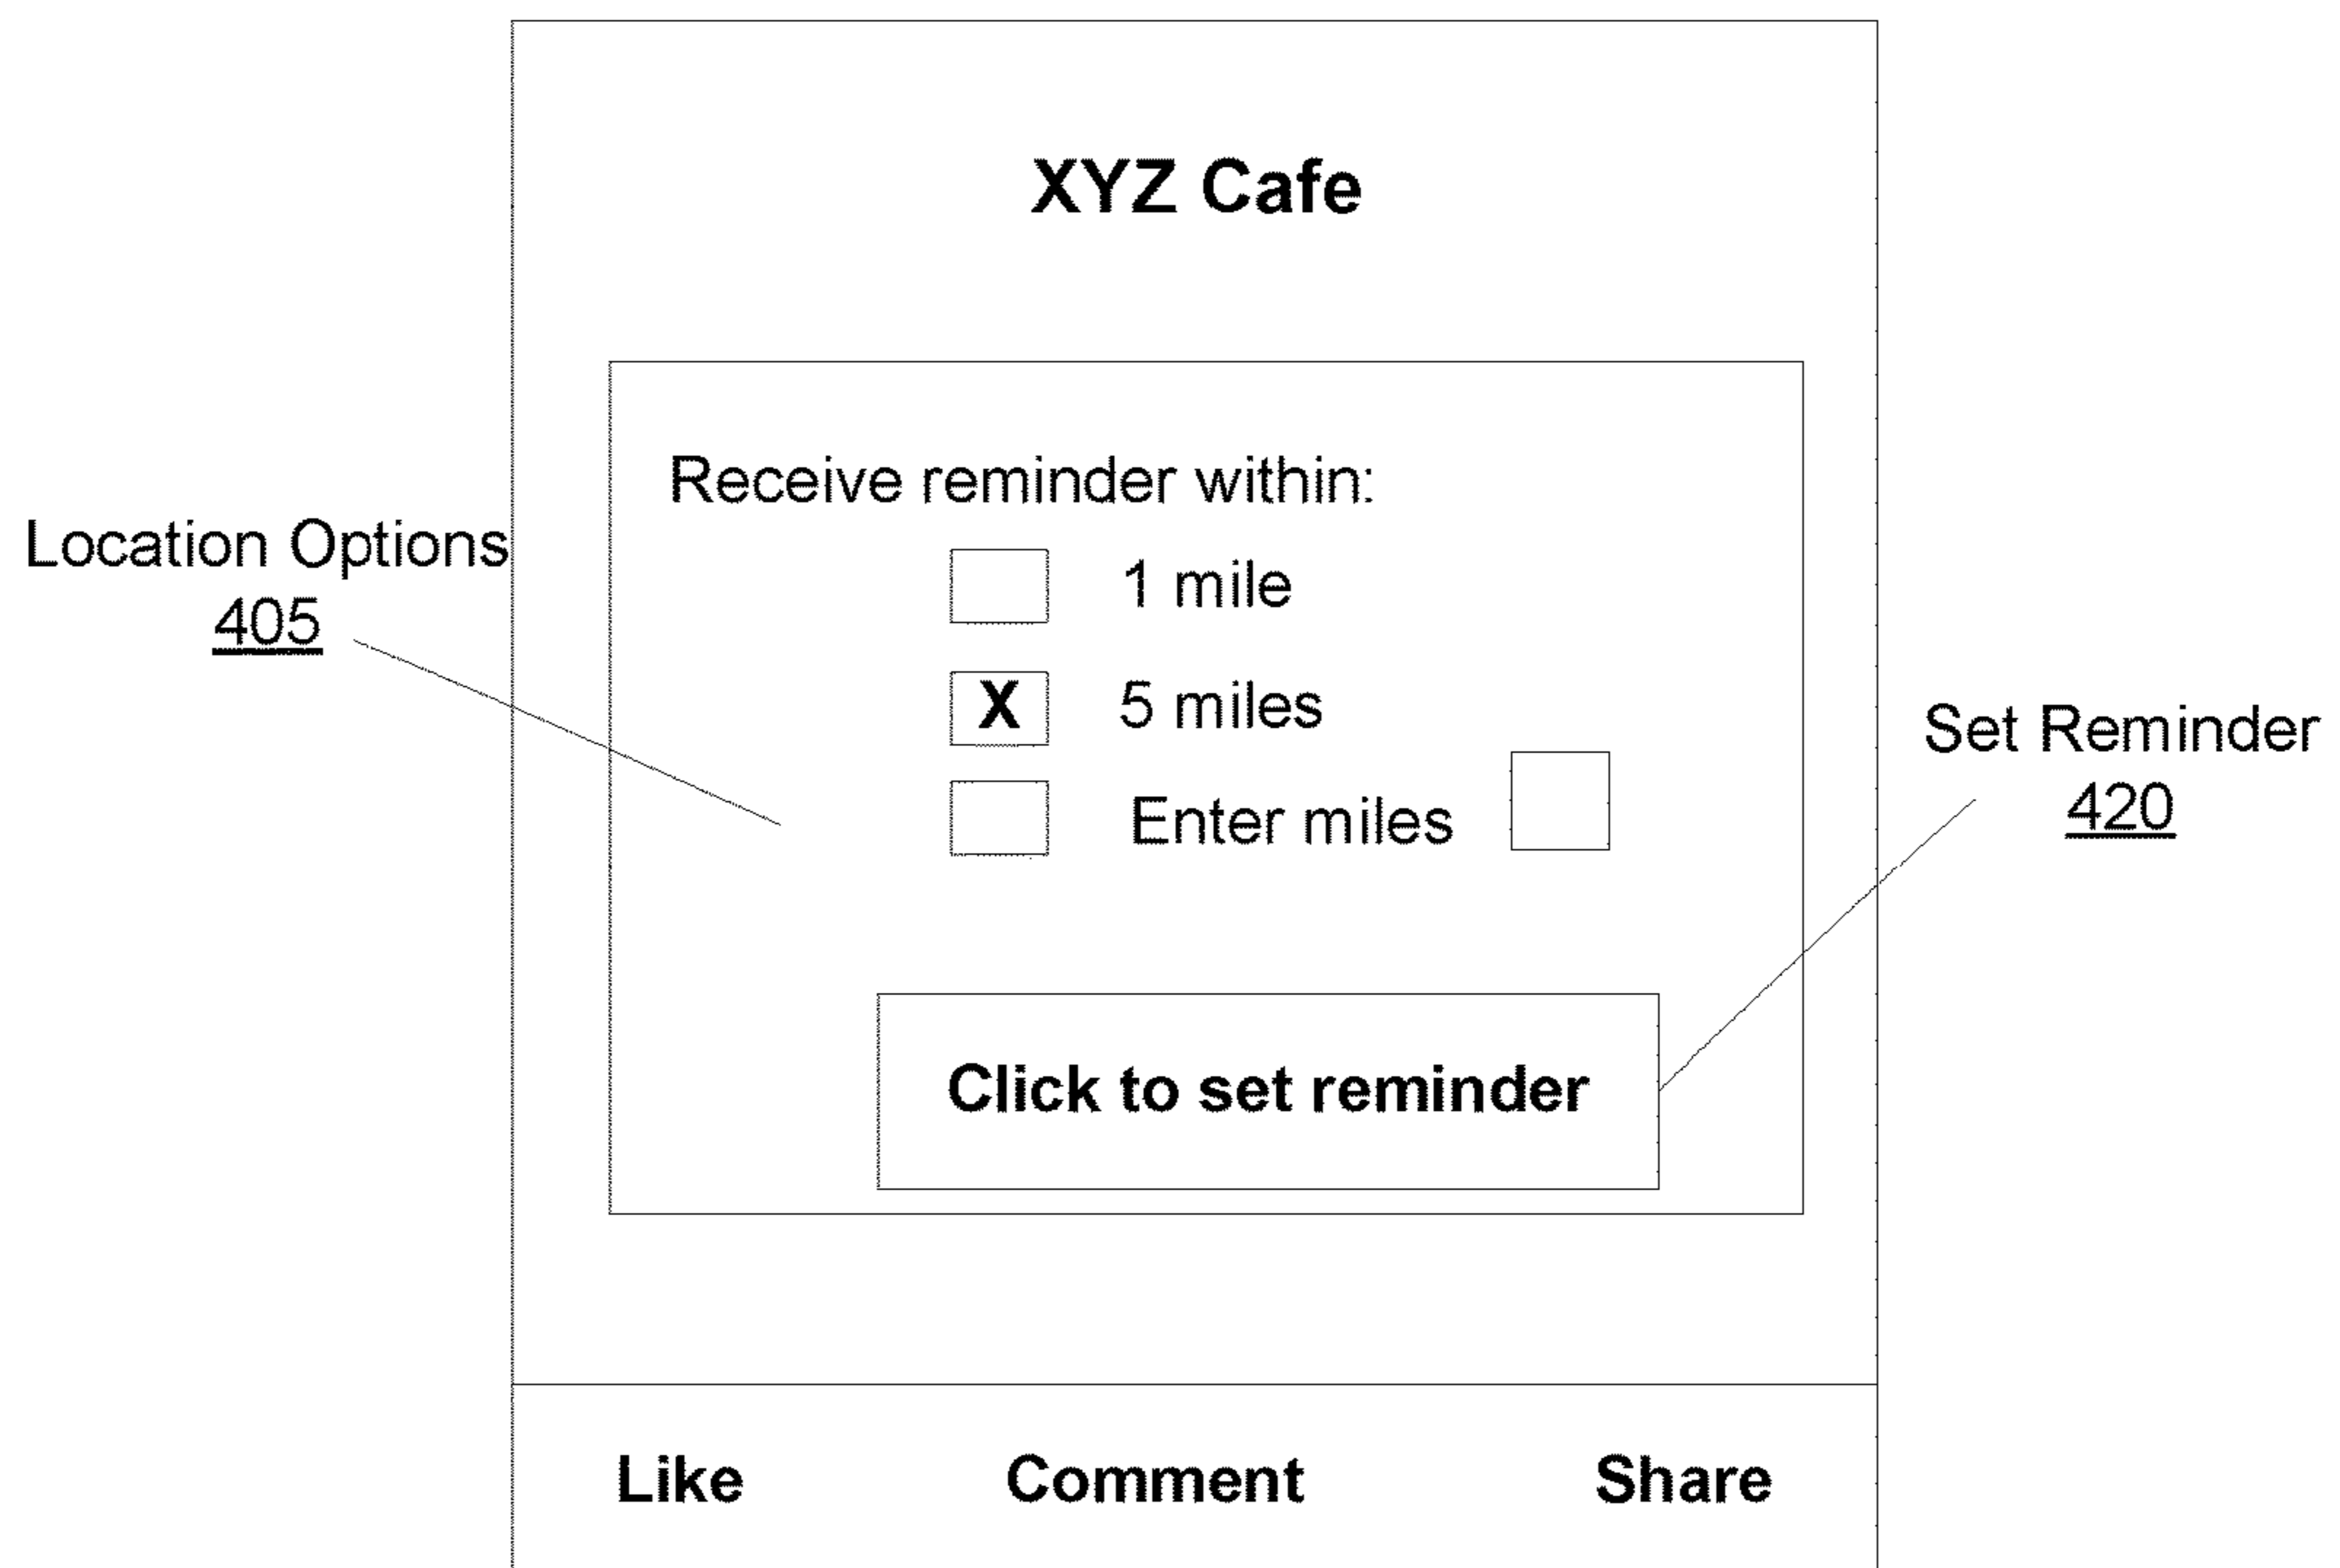 XYZ Cafe
Receive reminder within:
Location Options
405
1 mile
X 5 miles
Enter miles
Set Reminder
420
Click to set reminder
Like Comment Share